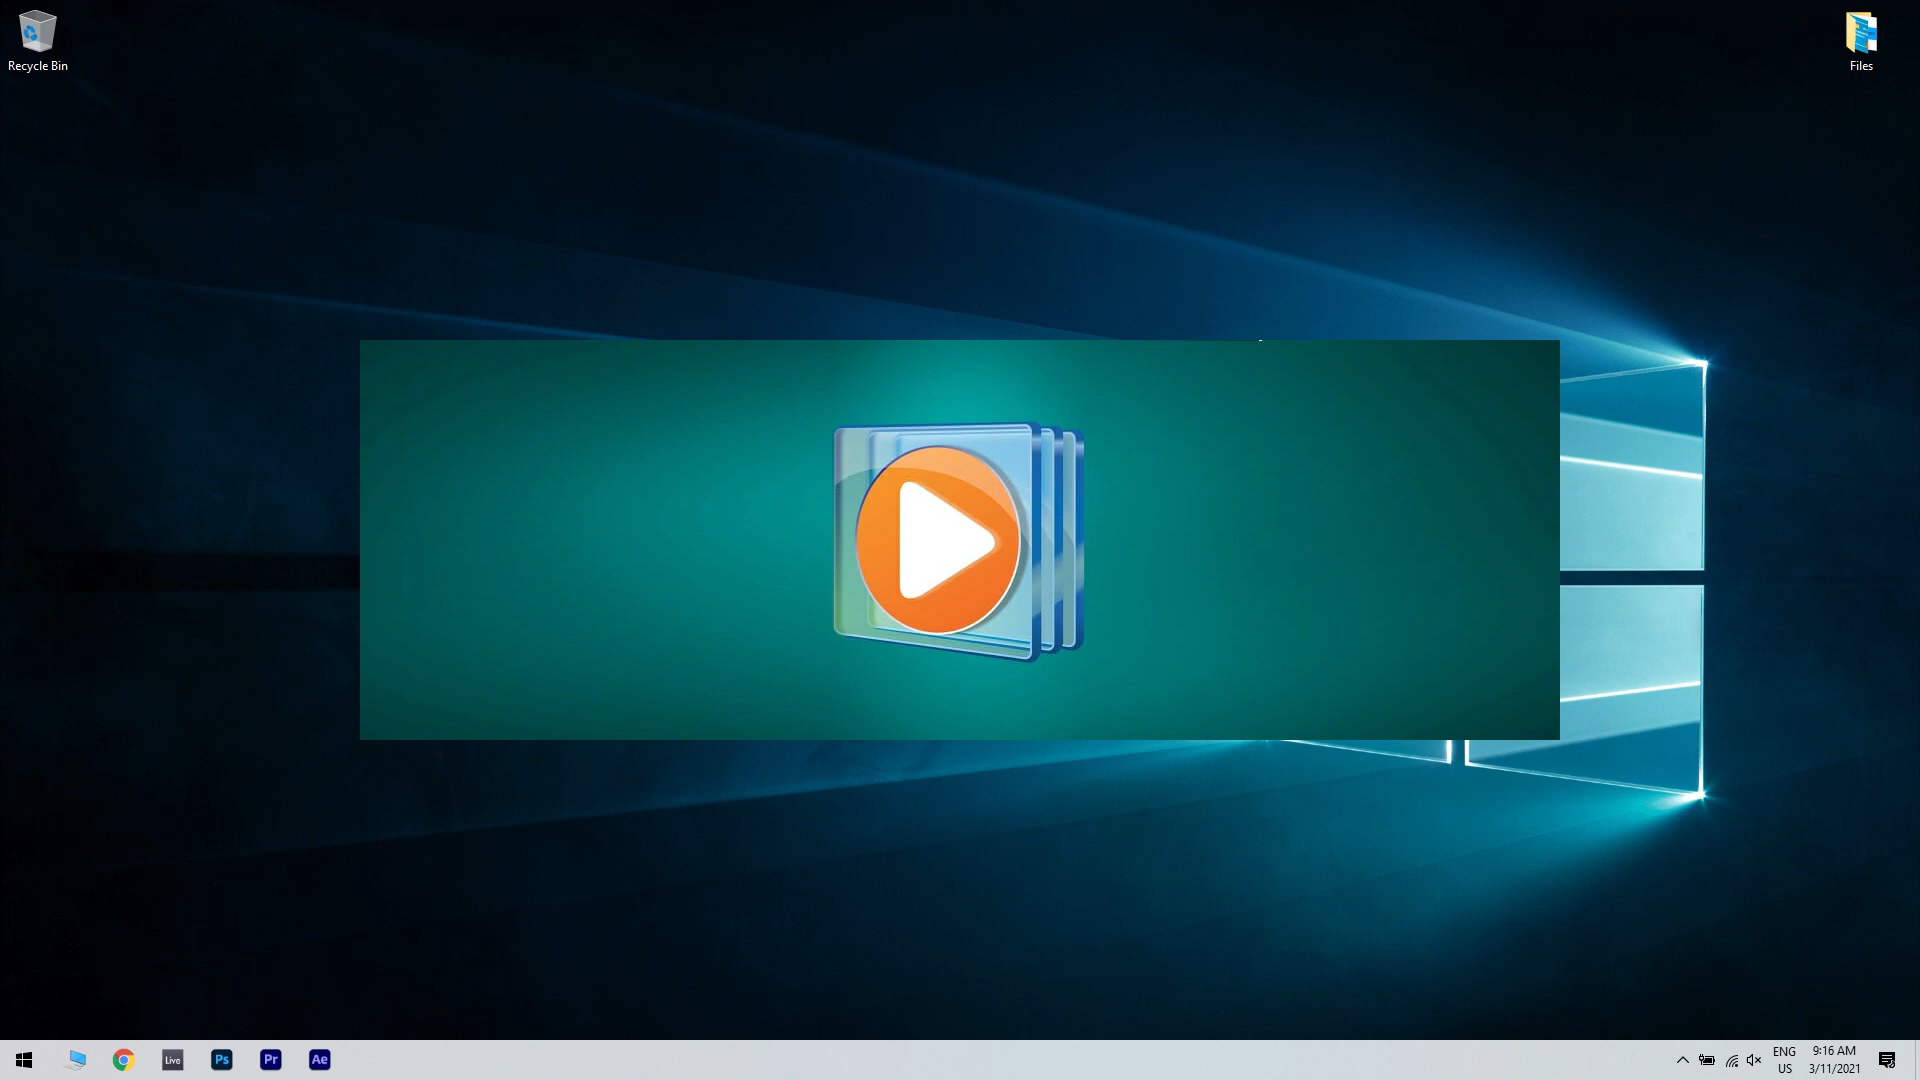 Recycle Bin
Files
Live
Ps
Pr
Ae
ENG
US
9:16 AM
3/11/2021